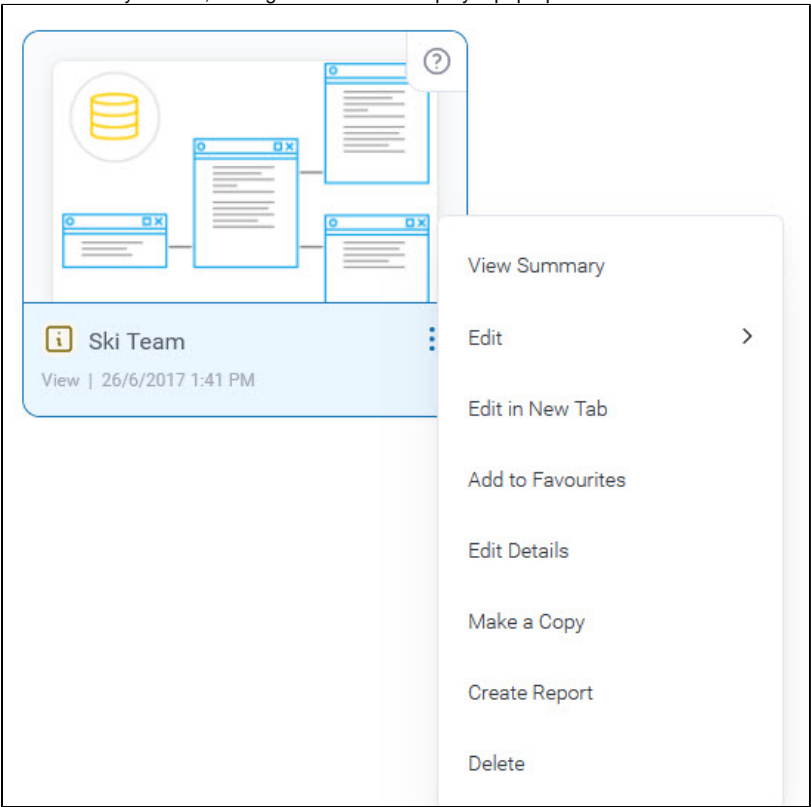 Ski Team
View | 26/6/2017 1:41 PM
View Summary
Edit
Edit in New Tab
Add to Favourites
Edit Details
Make a Copy
Create Report
Delete